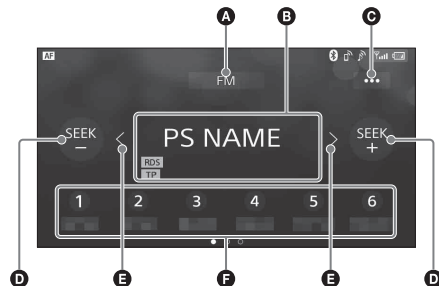 A B C
AF
FM
SEEK
−
PS NAME
SEEK
+
RDS
TP
1 2 3 4 5 6
D E E D
F